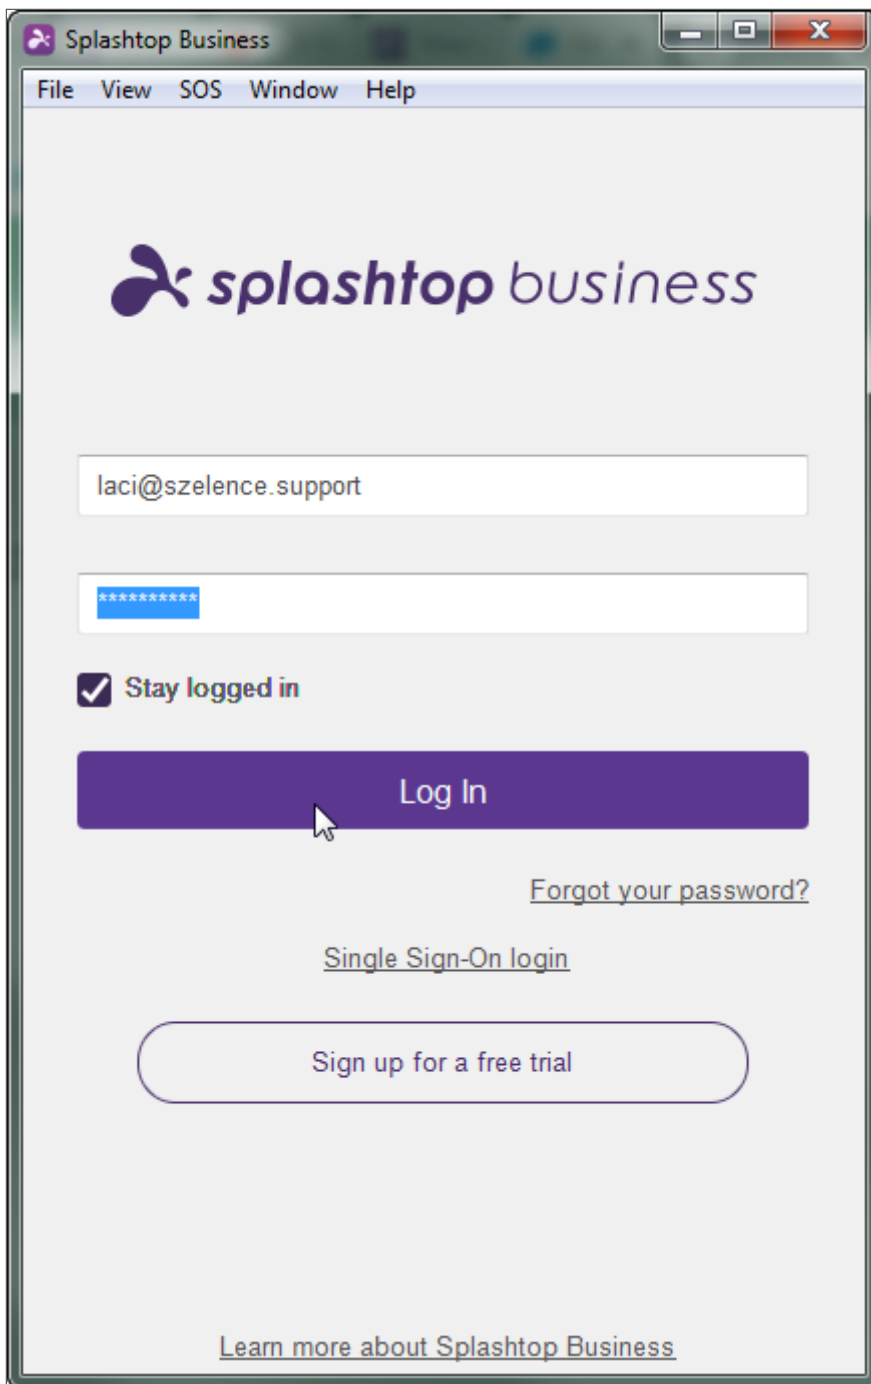 Splashtop Business
File View SOS Window Help
splashtop business
laci@szelence.support
**********
Stay logged in
Log In
Forgot your password?
Single Sign-On login
Sign up for a free trial
Learn more about Splashtop Business